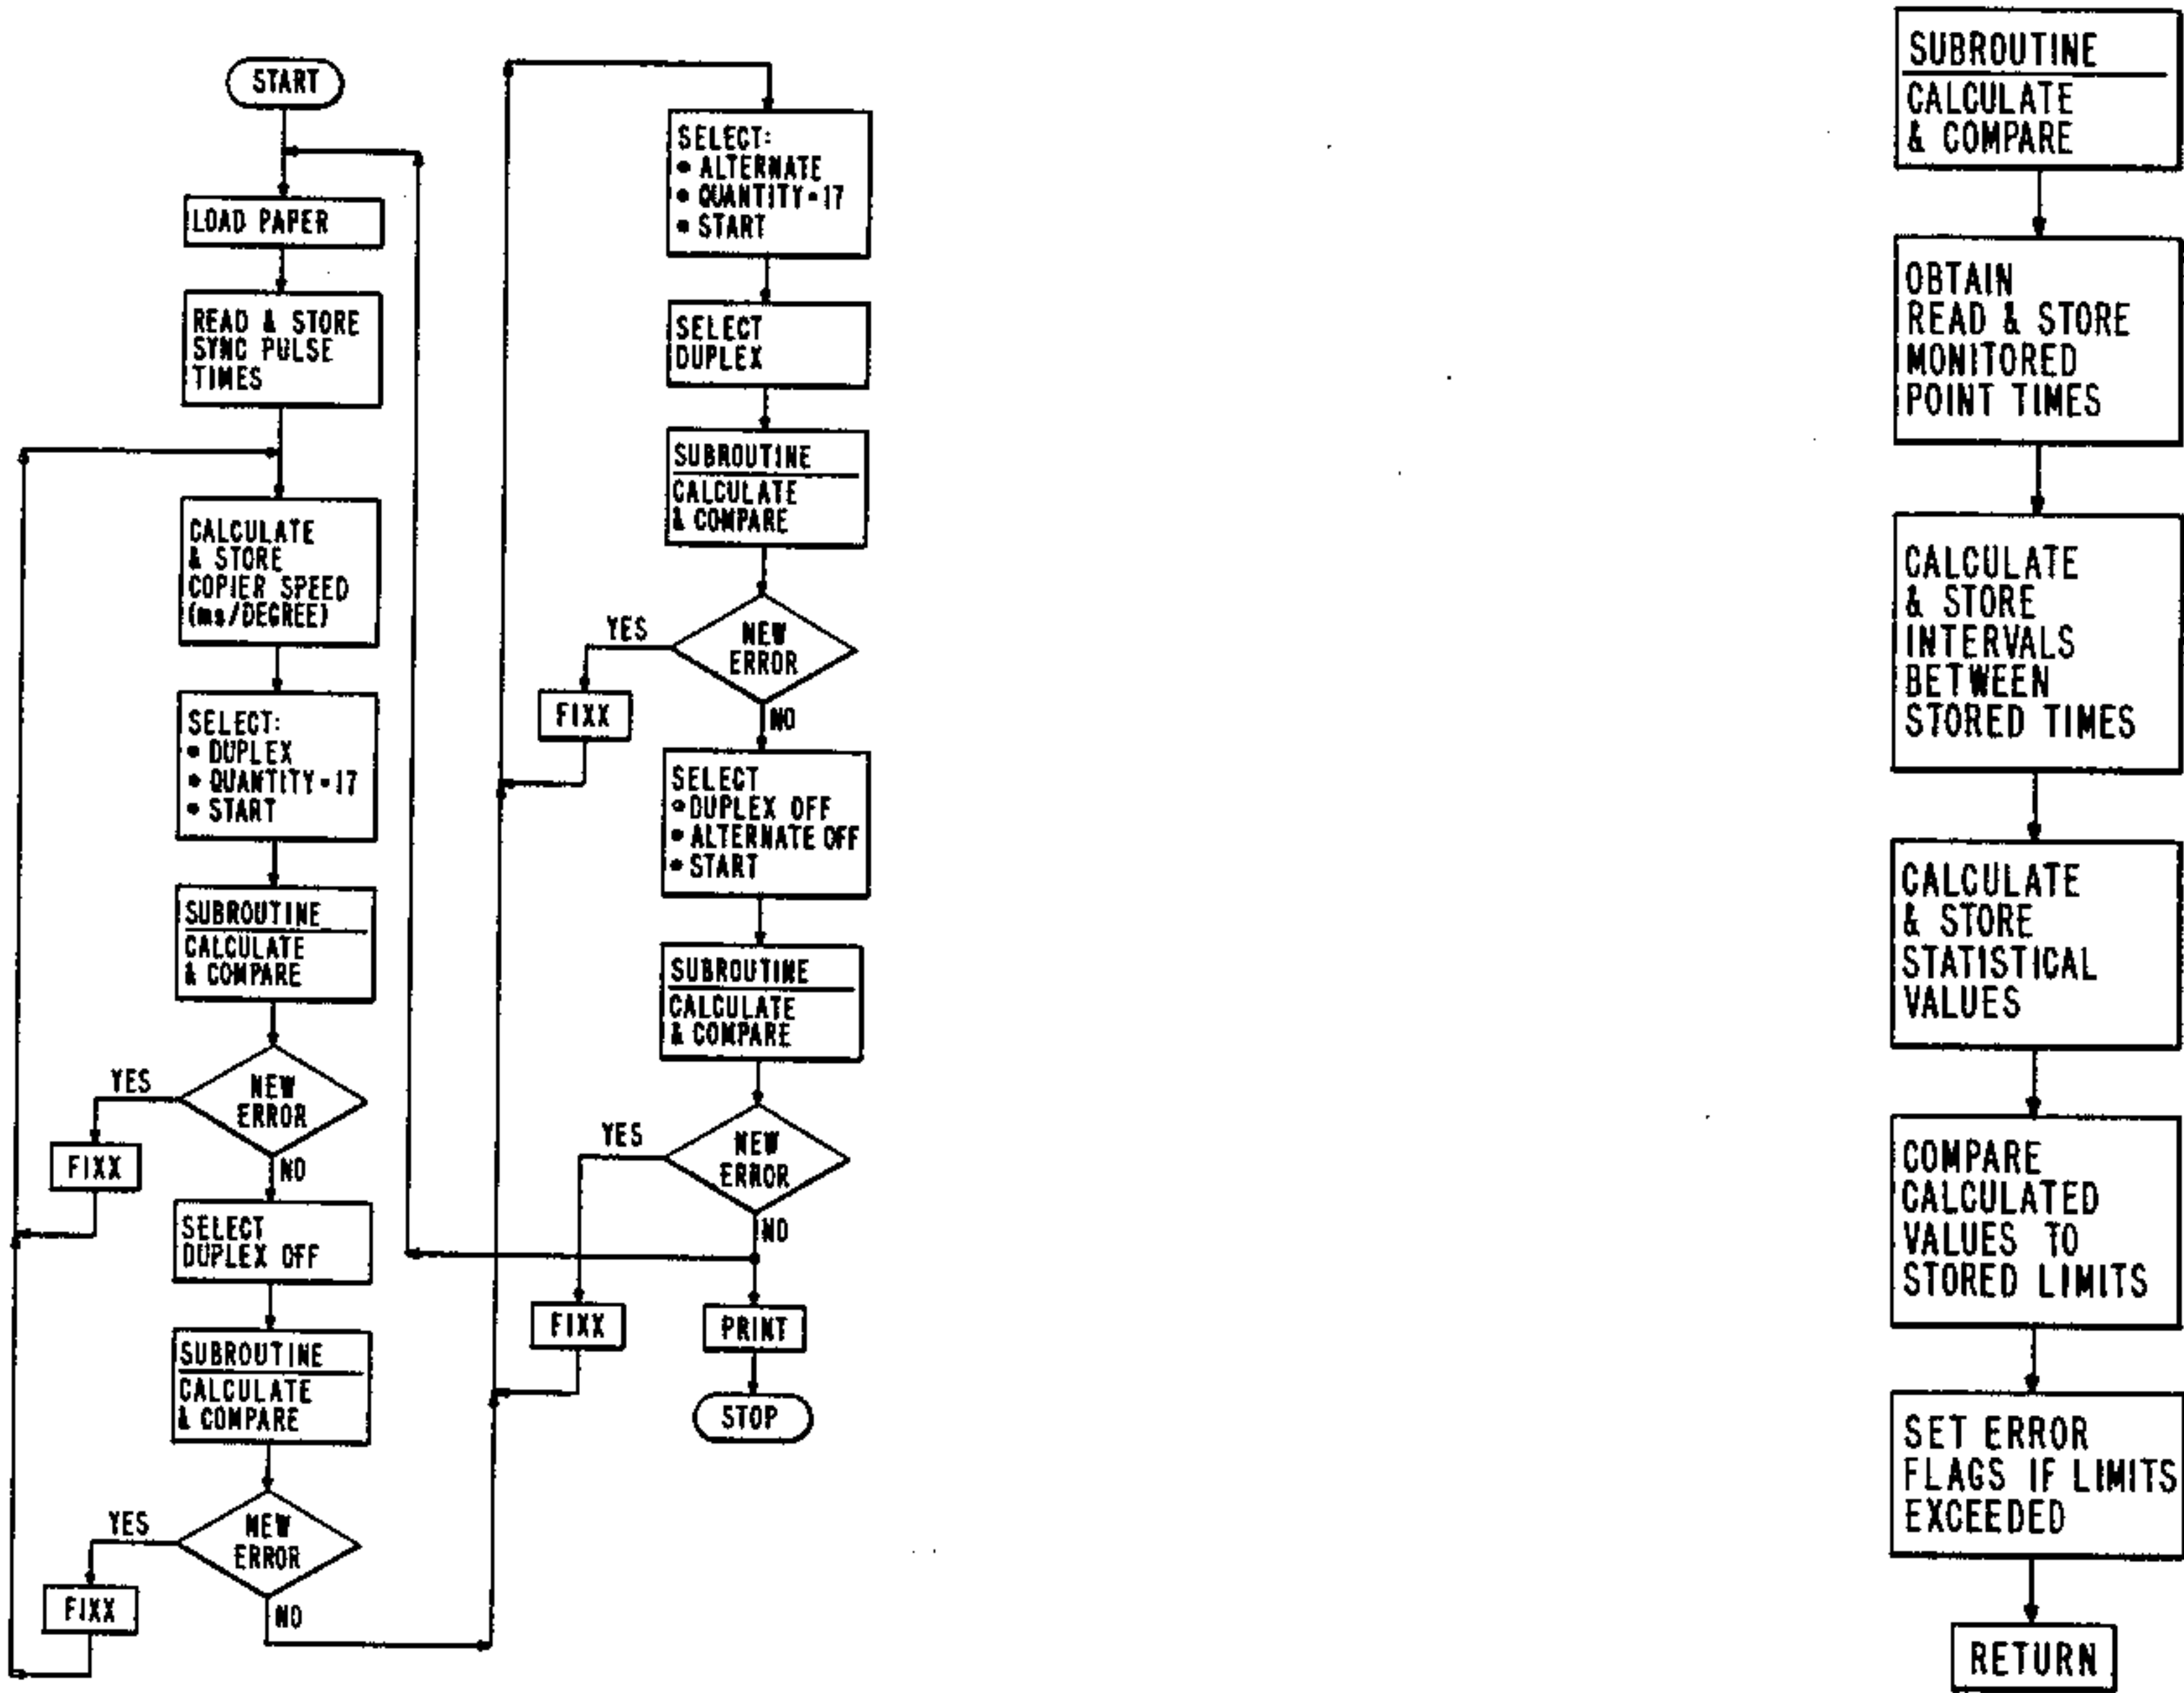 START
LOAD PAPER
READ & STORE
SYNC PULSE
TIMES
CALCULATE
& STORE
COPIER SPEED
(ms/DEGREE)
SELECT:
• DUPLEX
• QUANTITY=17
• START
SUBROUTINE
CALCULATE
& COMPARE
NEW
ERROR
YES
FIXX
NO
SELECT
DUPLEX OFF
SUBROUTINE
CALCULATE
& COMPARE
NEW
ERROR
YES
FIXX
NO
SELECT:
• ALTERNATE
• QUANTITY=17
• START
SELECT
DUPLEX
SUBROUTINE
CALCULATE
& COMPARE
NEW
ERROR
YES
FIXX
NO
SELECT
• DUPLEX OFF
• ALTERNATE OFF
• START
SUBROUTINE
CALCULATE
& COMPARE
NEW
ERROR
YES
FIXX
NO
PRINT
STOP
SUBROUTINE
CALCULATE
& COMPARE
OBTAIN
READ & STORE
MONITORED
POINT TIMES
CALCULATE
& STORE
INTERVALS
BETWEEN
STORED TIMES
CALCULATE
& STORE
STATISTICAL
VALUES
COMPARE
CALCULATED
VALUES TO
STORED LIMITS
SET ERROR
FLAGS IF LIMITS
EXCEEDED
RETURN